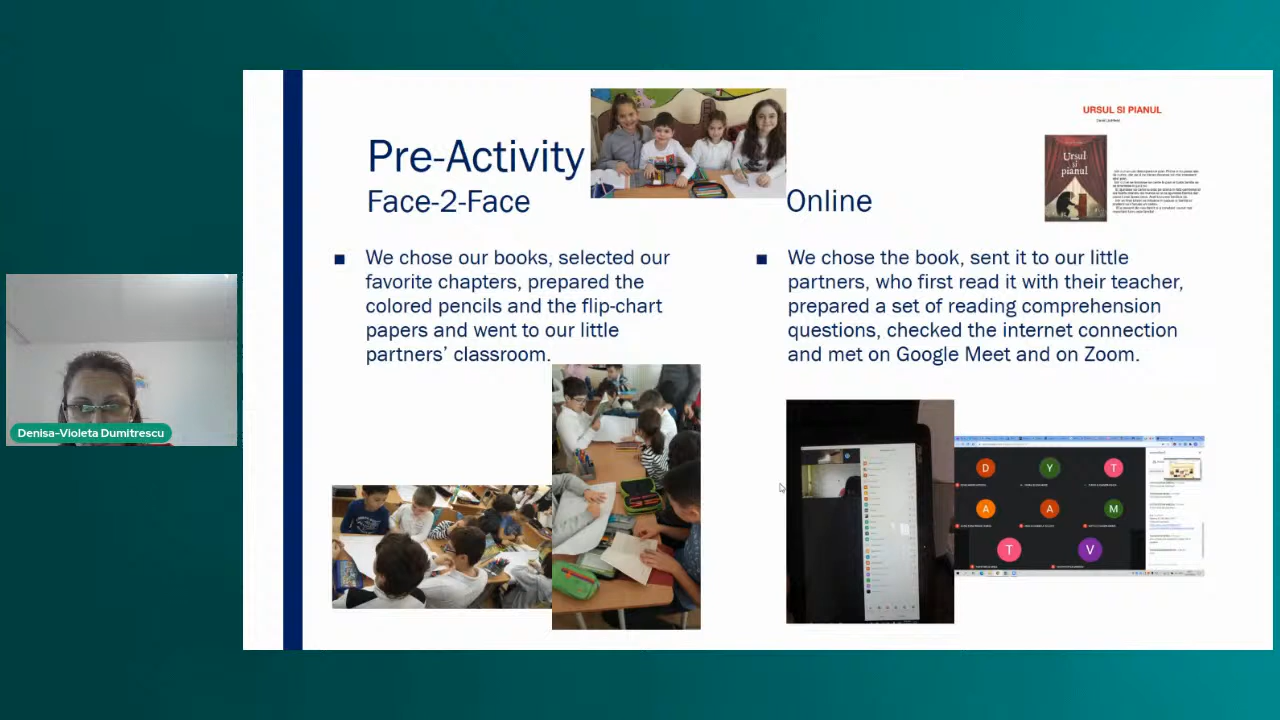 Pre-Activity
Face-2-Face
Online
URSUL SI PIANUL
Ursul
și
pianul
We chose our books, selected our
favorite chapters, prepared the
colored pencils and the flip-chart
papers and went to our little
partners’ classroom.
We chose the book, sent it to our little
partners, who first read it with their teacher,
prepared a set of reading comprehension
questions, checked the internet connection
and met on Google Meet and on Zoom.
D
Y
T
A
A
M
T
V
Denisa-Violeta Dumitrescu